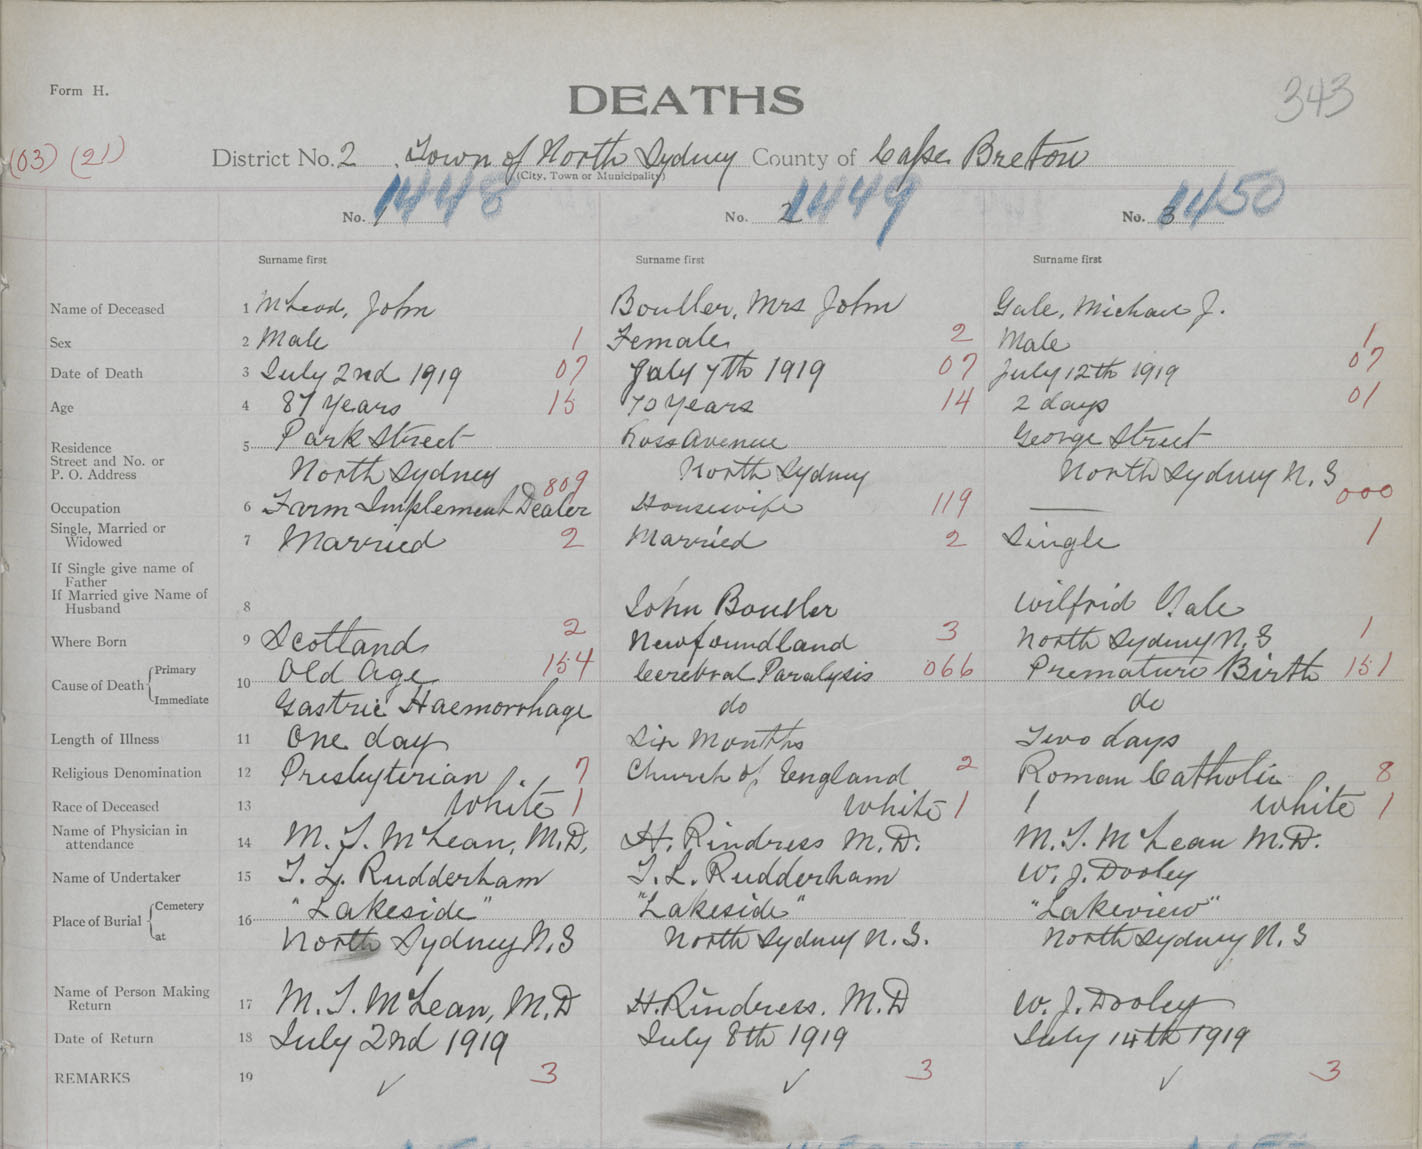 Form H.
DEATHS
343
(03) (21)
District No. 2 Town of North Sydney County of Cape Breton
(City, Town or Municipality)
No. 1 1448
No. 2 1449
No. 3 1450
Surname first Surname first Surname first
Name of Deceased 1 McLeod, John Boutler, Mrs John Gale, Michael J.
Sex 2 Male 1 Female 2 Male 1
Date of Death 3 July 2nd 1919 07 July 7th 1919 07 July 12th 1919 07
Age 4 87 Years 15 70 Years 14 2 days 01
Residence 5 Park Street Ross Avenue George Street
Street and No. or
P. O. Address North Sydney North Sydney North Sydney N.S
Occupation 6 Farm Implement Dealer 809 Housewife 119 — 000
Single, Married or
Widowed 7 Married 2 Married 2 Single 1
If Single give name of
Father
If Married give Name of
Husband 8 John Boutler Wilfrid Gale
Where Born 9 Scotland 2 Newfoundland 3 North Sydney N.S 1
Cause of Death Primary 10 Old Age 154 Cerebral Paralysis 066 Premature Birth 151
Immediate Gastric Haemorrhage do do
Length of Illness 11 One day Six Months Two days
Religious Denomination 12 Presbyterian 7 Church of England 2 Roman Catholic 8
Race of Deceased 13 White 1 White 1 1 White 1
Name of Physician in
attendance 14 M. T. McLean, M.D. H. Rindress M.D. M. T. McLean M.D.
Name of Undertaker 15 T. L. Rudderham T. L. Rudderham W. J. Dooley
Place of Burial Cemetery 16 "Lakeside" "Lakeside" "Lakeview"
at North Sydney N.S North Sydney N.S. North Sydney N.S
Name of Person Making
Return 17 M. T. McLean, M.D H. Rindress. M.D W. J. Dooley
Date of Return 18 July 2nd 1919 July 8th 1919 July 14th 1919
REMARKS 19 ✓ 3 ✓ 3 ✓ 3